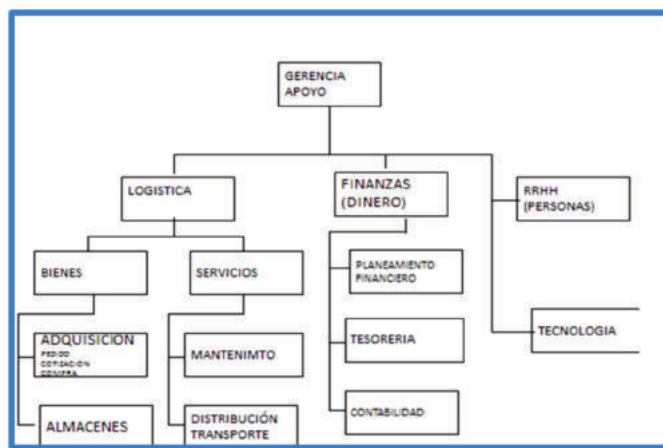 GERENCIA
APOYO
LOGISTICA
FINANZAS
(DINERO)
RRHH
(PERSONAS)
BIENES
SERVICIOS
PLANEAMIENTO
FINANCIERO
ADQUISICION
PEDIDO
COTIZACION
COMPRA
MANTENIMTO
TESORERIA
TECNOLOGIA
ALMACENES
DISTRIBUCIÓN
TRANSPORTE
CONTABILIDAD